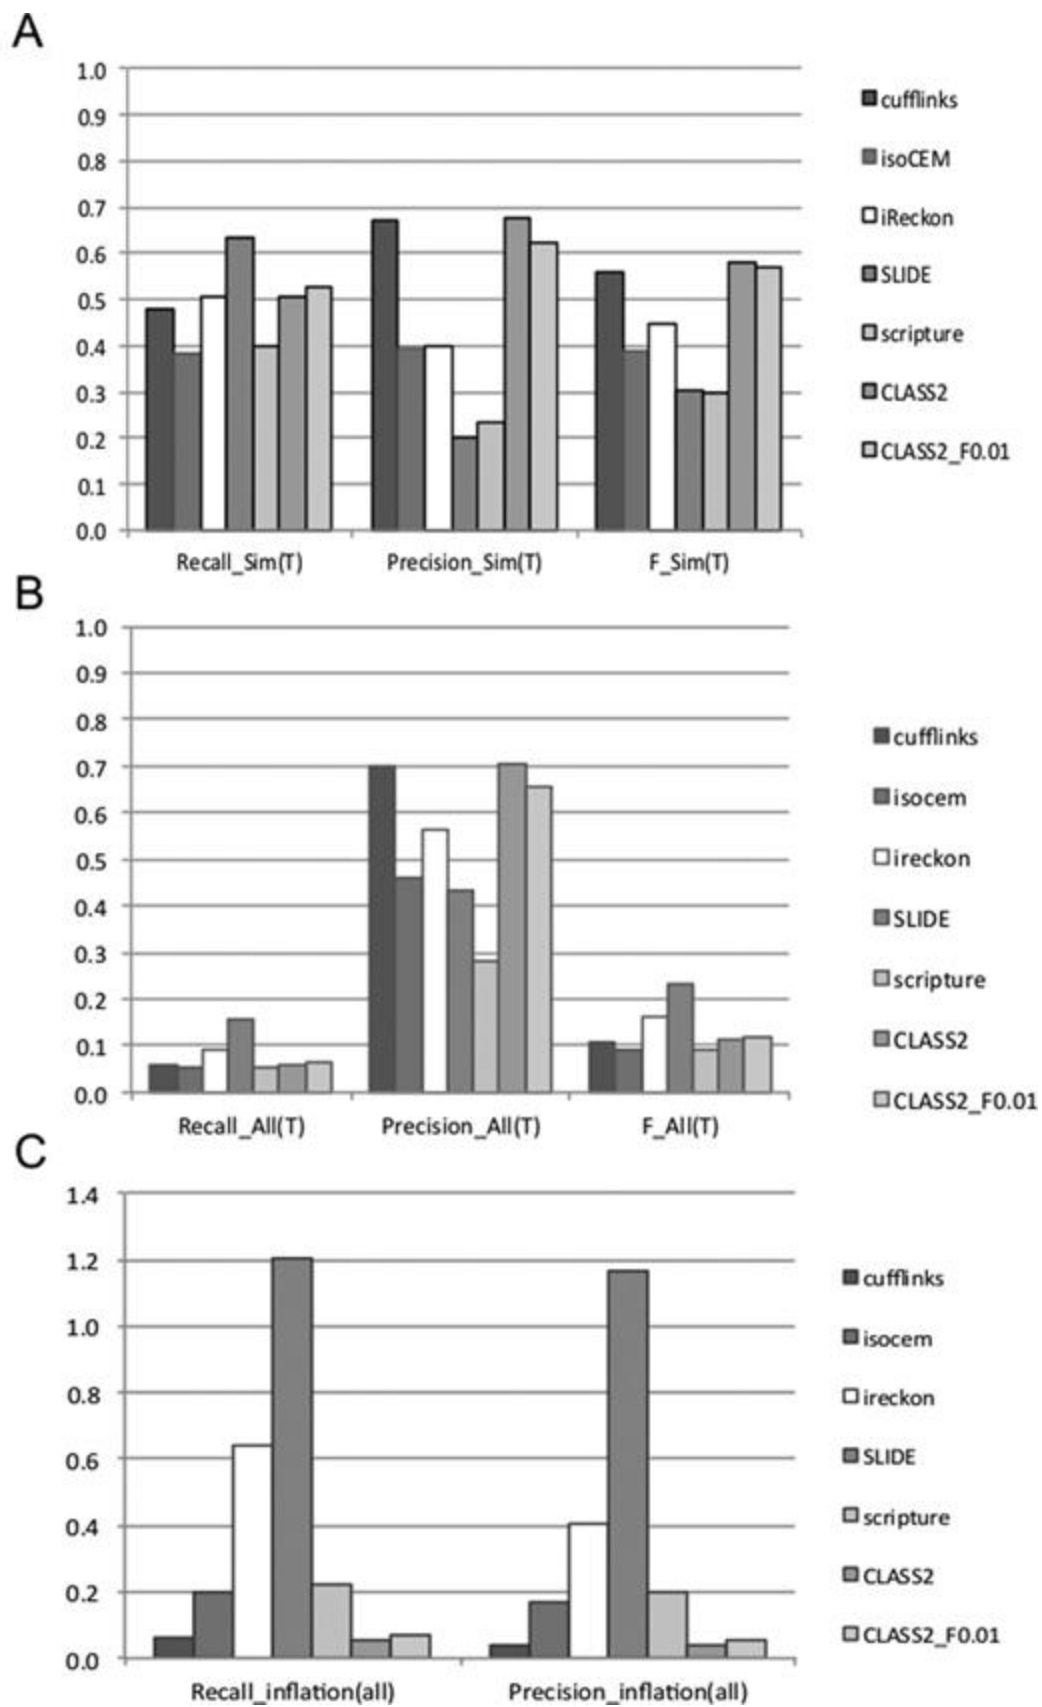 A
1.0
0.9
0.8
0.7
0.6
0.5
0.4
0.3
0.2
0.1
0.0
Recall_Sim(T) Precision_Sim(T) F_Sim(T)
cufflinks
isoCEM
iReckon
SLIDE
scripture
CLASS2
CLASS2_F0.01
B
1.0
0.9
0.8
0.7
0.6
0.5
0.4
0.3
0.2
0.1
0.0
Recall_All(T) Precision_All(T) F_All(T)
cufflinks
isocem
ireckon
SLIDE
scripture
CLASS2
CLASS2_F0.01
C
1.4
1.2
1.0
0.8
0.6
0.4
0.2
0.0
Recall_inflation(all) Precision_inflation(all)
cufflinks
isocem
ireckon
SLIDE
scripture
CLASS2
CLASS2_F0.01